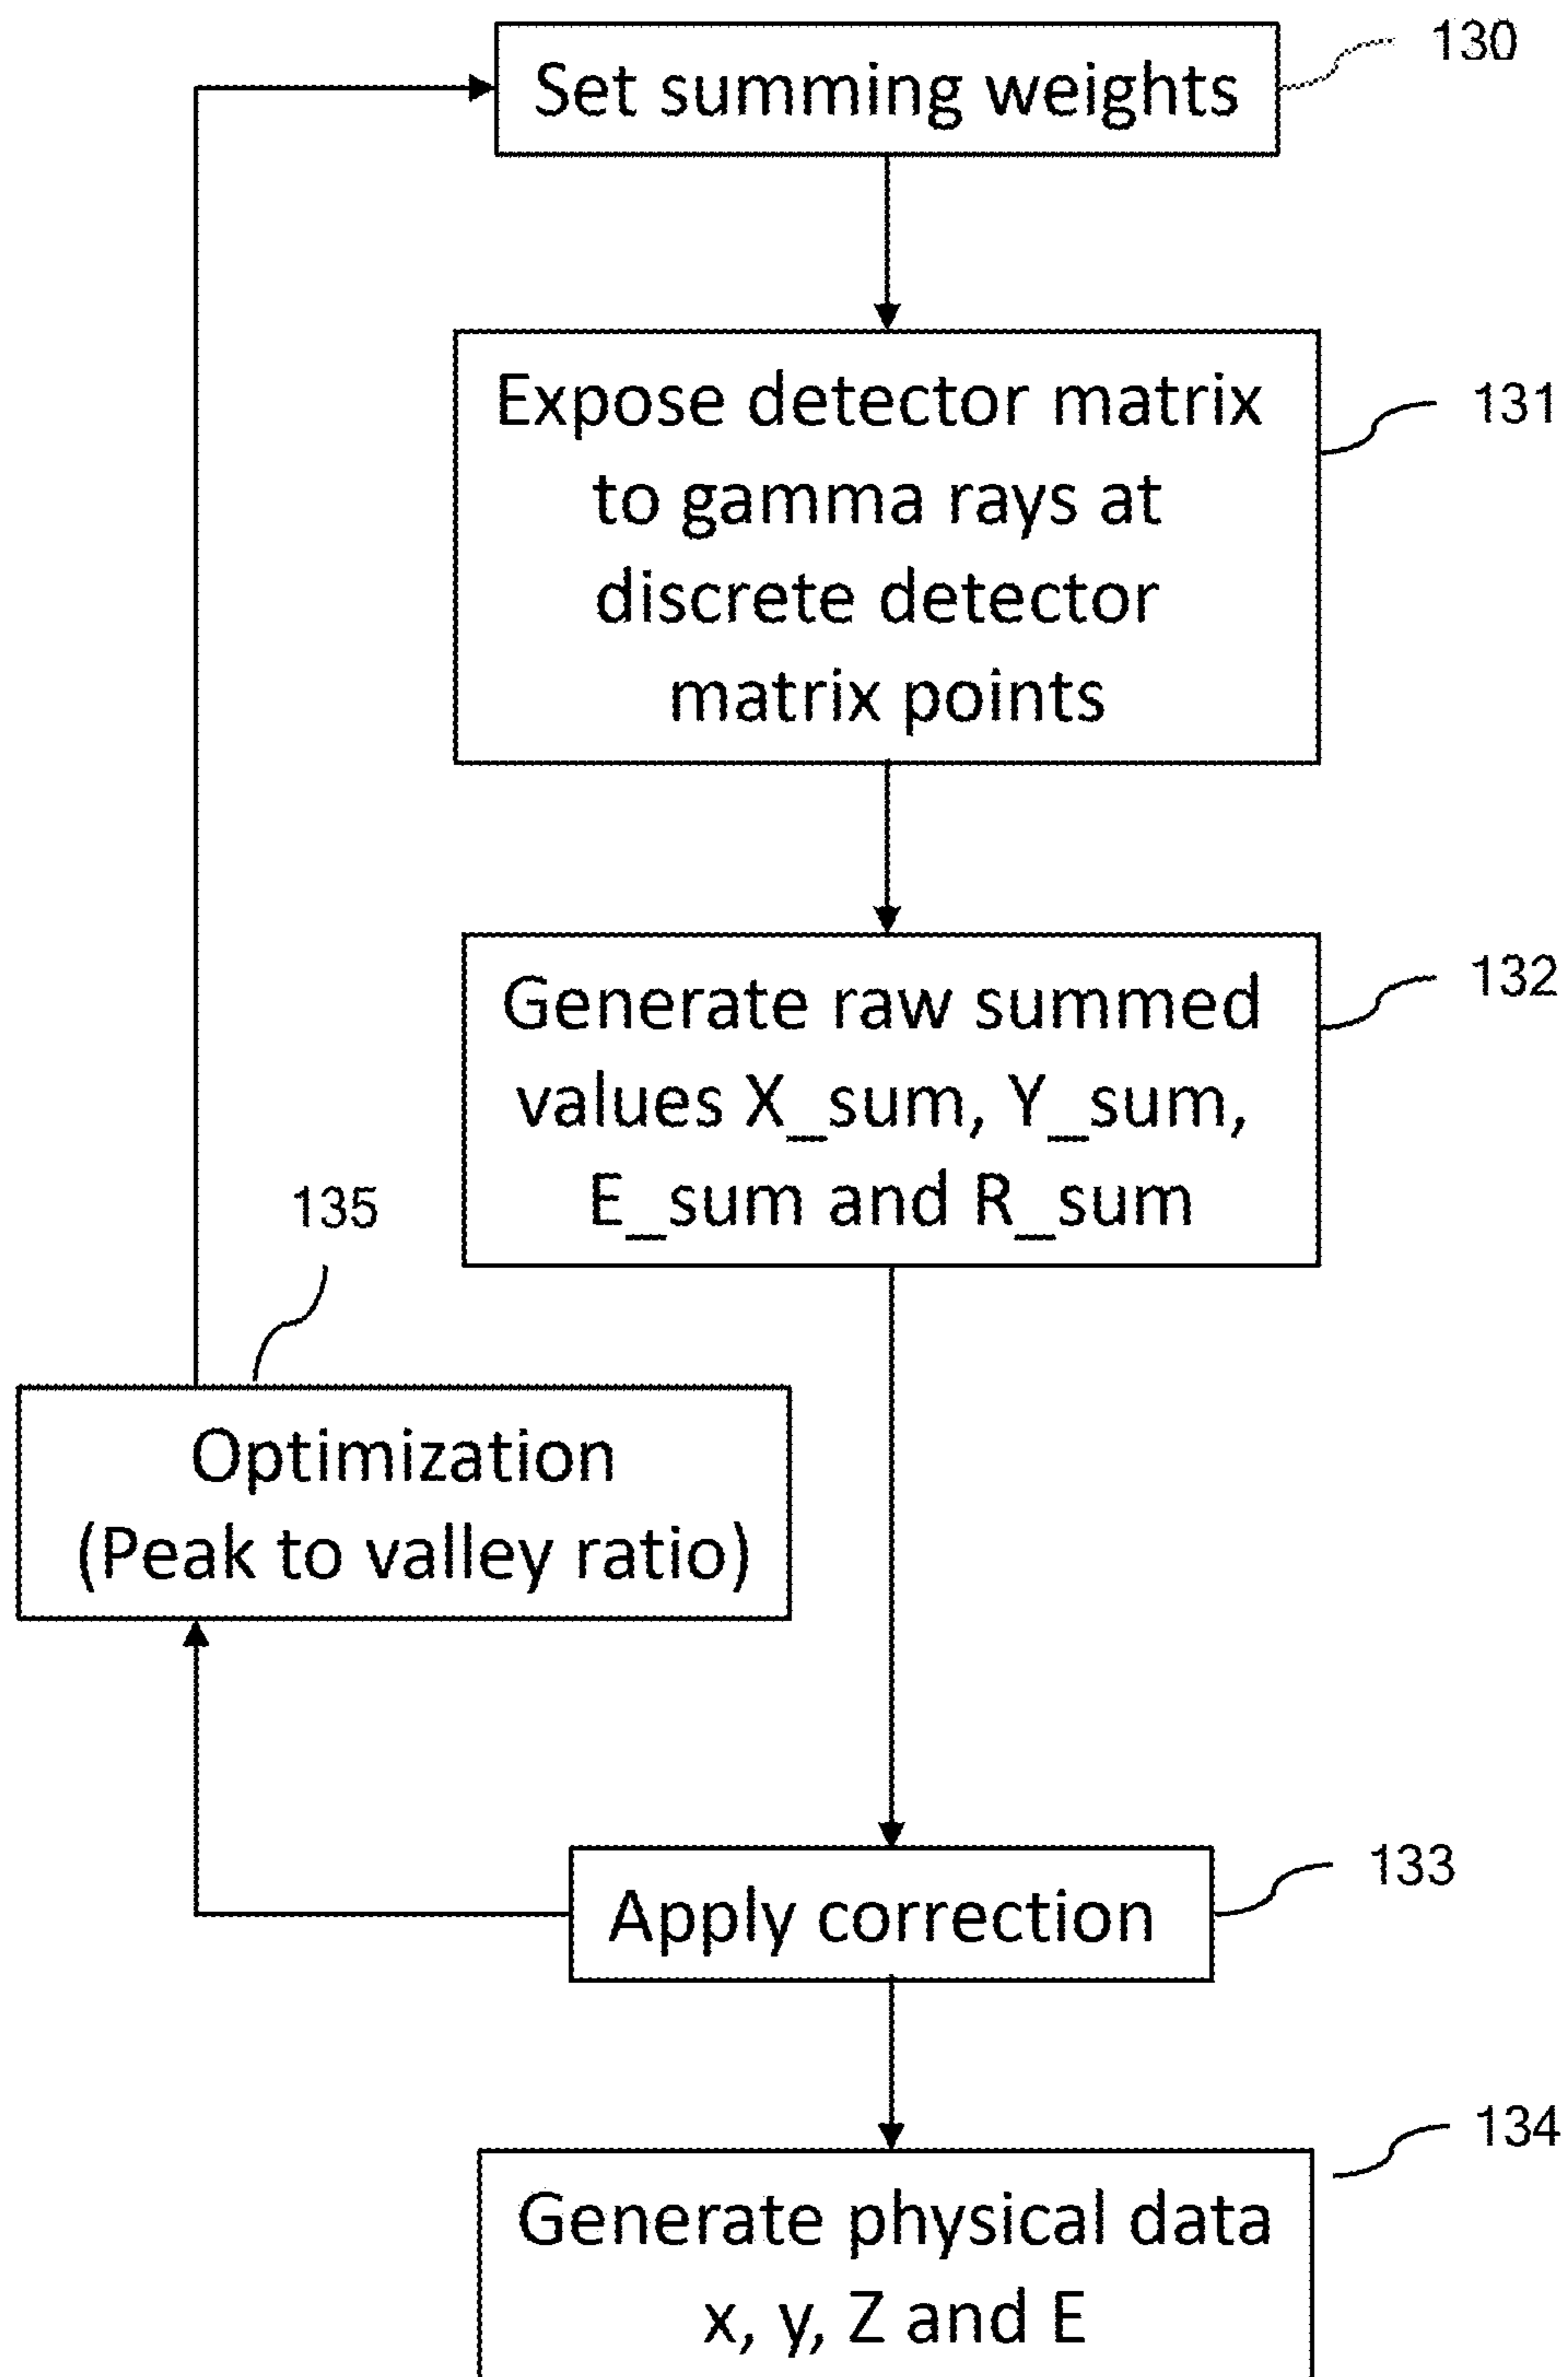 130
Set summing weights
131
Expose detector matrix
to gamma rays at
discrete detector
matrix points
132
Generate raw summed
values X_sum, Y_sum,
E_sum and R_sum
135
Optimization
(Peak to valley ratio)
133
Apply correction
134
Generate physical data
x, y, Z and E